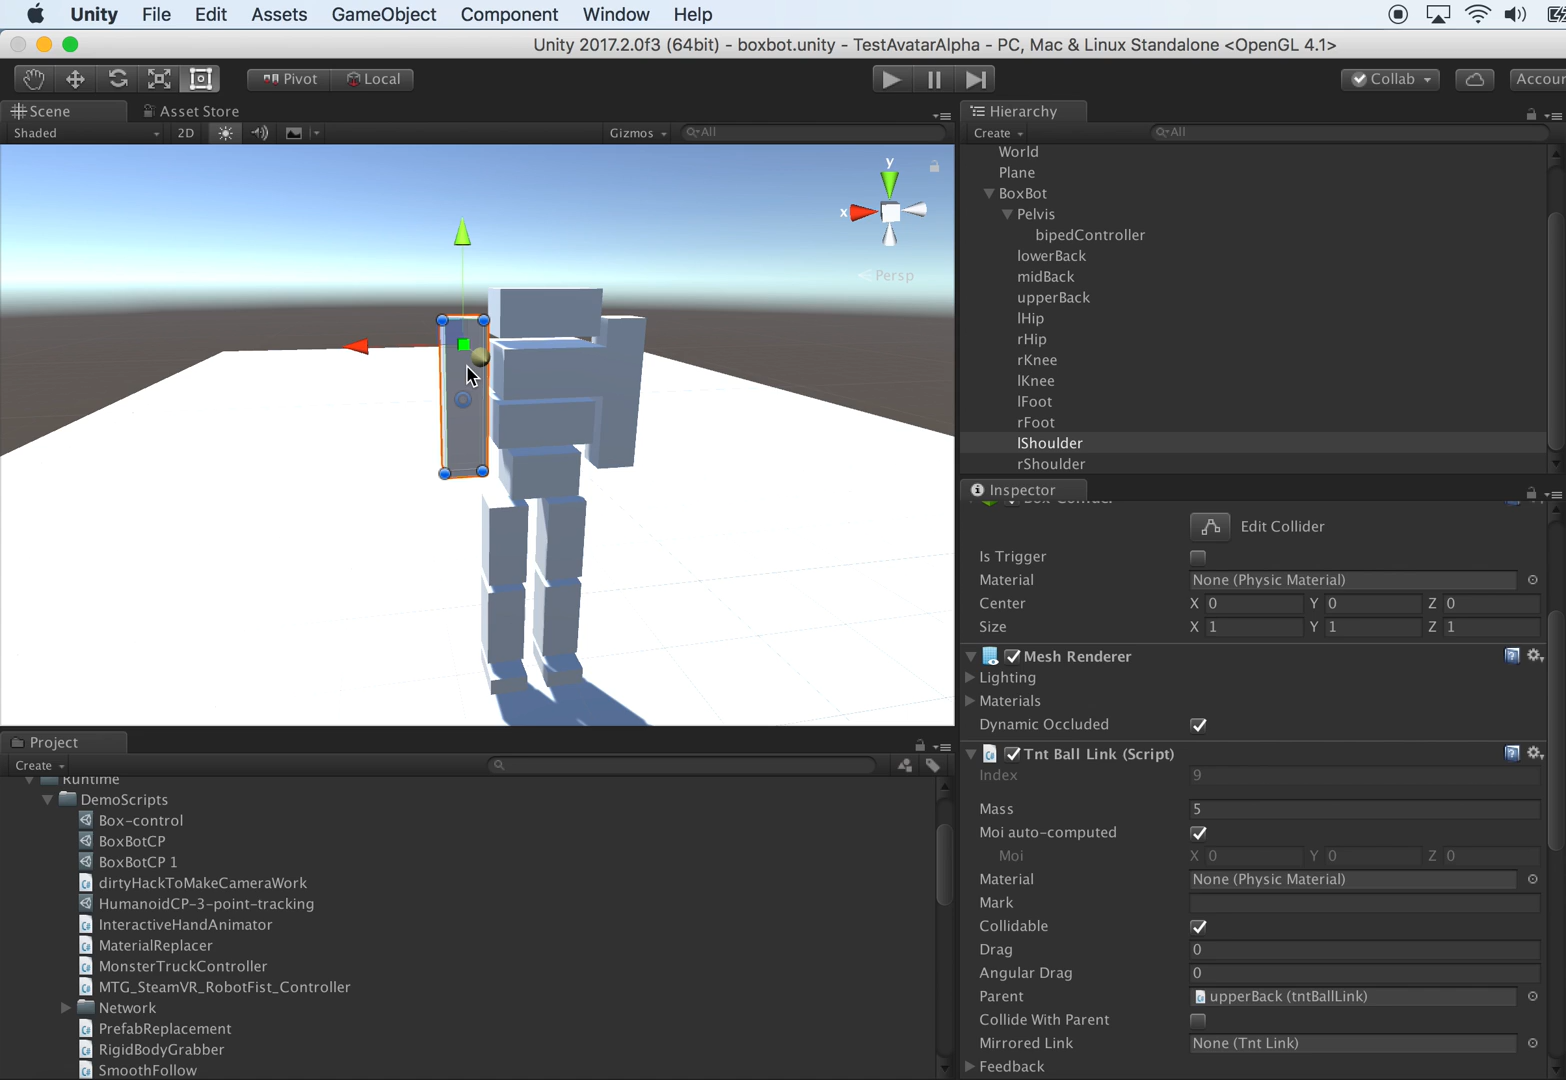 Unity File Edit Assets GameObject Component Window Help
Unity 2017.2.0f3 (64bit) - boxbot.unity - TestAvatarAlpha - PC, Mac & Linux Standalone <OpenGL 4.1>
Pivot Local Collab Accour
Scene Asset Store
Shaded 2D Gizmos All
y
x
Persp
Hierarchy
Create All
World
Plane
BoxBot
Pelvis
bipedController
lowerBack
midBack
upperBack
lHip
rHip
rKnee
lKnee
lFoot
rFoot
lShoulder
rShoulder
Inspector
Box Collider
Edit Collider
Is Trigger
Material None (Physic Material)
Center X 0 Y 0 Z 0
Size X 1 Y 1 Z 1
Mesh Renderer
Lighting
Materials
Dynamic Occluded
Tnt Ball Link (Script)
Index 9
Mass 5
Moi auto-computed
Moi X 0 Y 0 Z 0
Material None (Physic Material)
Mark
Collidable
Drag 0
Angular Drag 0
Parent upperBack (tntBallLink)
Collide With Parent
Mirrored Link None (Tnt Link)
Feedback
Project
Create
Runtime
DemoScripts
Box-control
BoxBotCP
BoxBotCP 1
dirtyHackToMakeCameraWork
HumanoidCP-3-point-tracking
InteractiveHandAnimator
MaterialReplacer
MonsterTruckController
MTG_SteamVR_RobotFist_Controller
Network
PrefabReplacement
RigidBodyGrabber
SmoothFollow